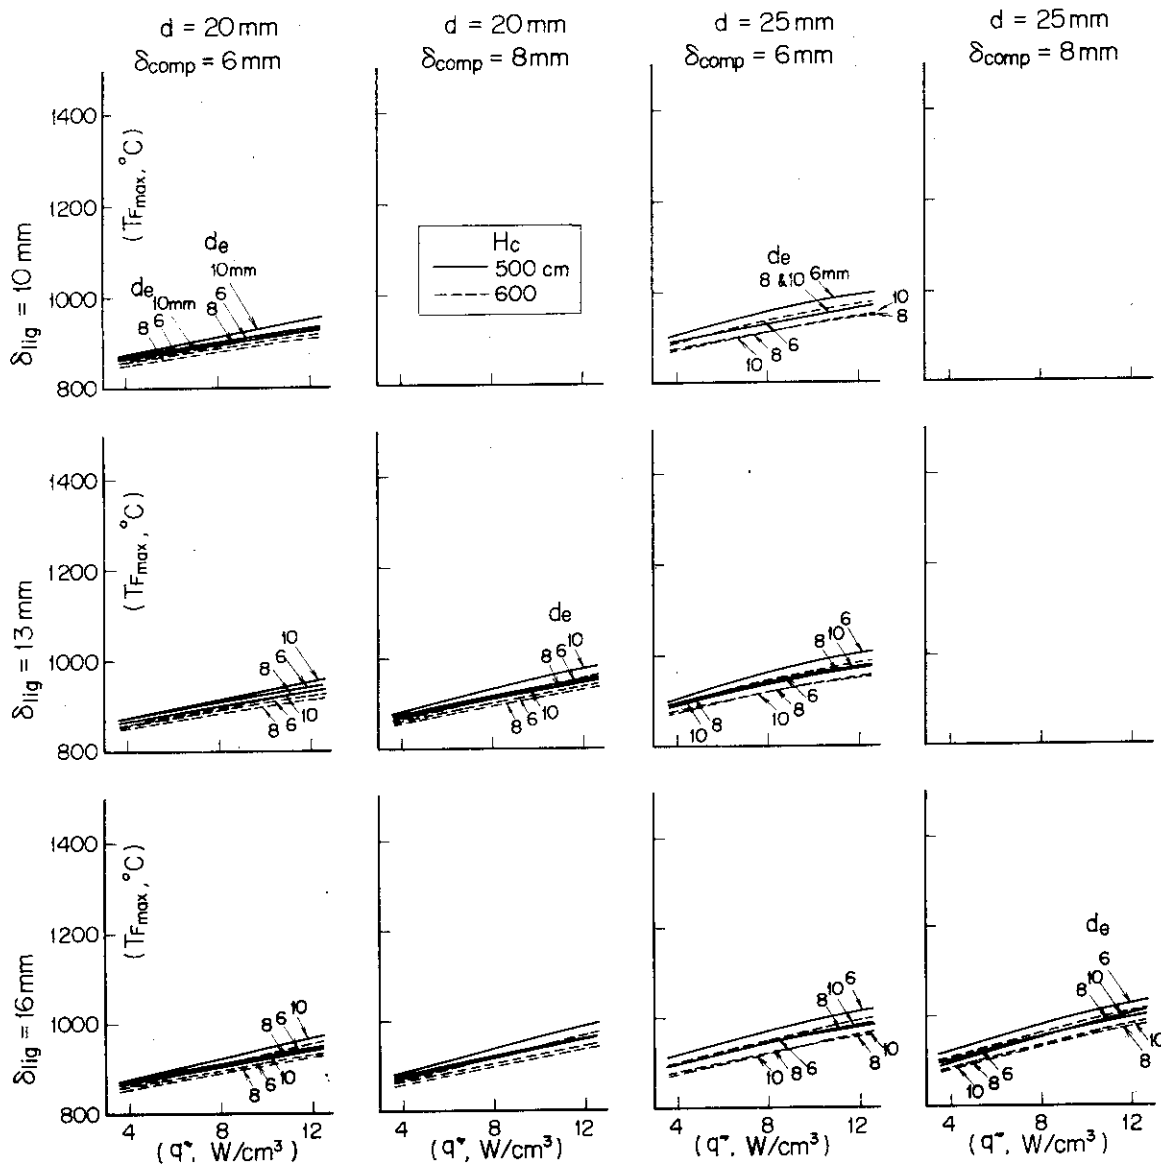 d = 20 mm
δcomp = 6 mm
d = 20 mm
δcomp = 8 mm
d = 25 mm
δcomp = 6 mm
d = 25 mm
δcomp = 8 mm
δlig = 10 mm
(TFmax, °C)
1400
1200
1000
800
de
10mm
6
8
de
10mm
6
8
Hc
500 cm
600
de
8 & 10 6mm
10
8
10 8 6
δlig = 13 mm
(TFmax, °C)
1400
1200
1000
800
10
6
8
10
6
8
de
8 6 10
8 6 10
6
10
8
10 8
10 8 6
δlig = 16 mm
(TFmax, °C)
1400
1200
1000
800
8 6 10
8 6 10
8 10 6
10 8 6
8
10
de
6
10
8
10
8
10 8 6
4 8 12
4 8 12
4 8 12
4 8 12
(q‴, W/cm³)
(q‴, W/cm³)
(q‴, W/cm³)
(q‴, W/cm³)